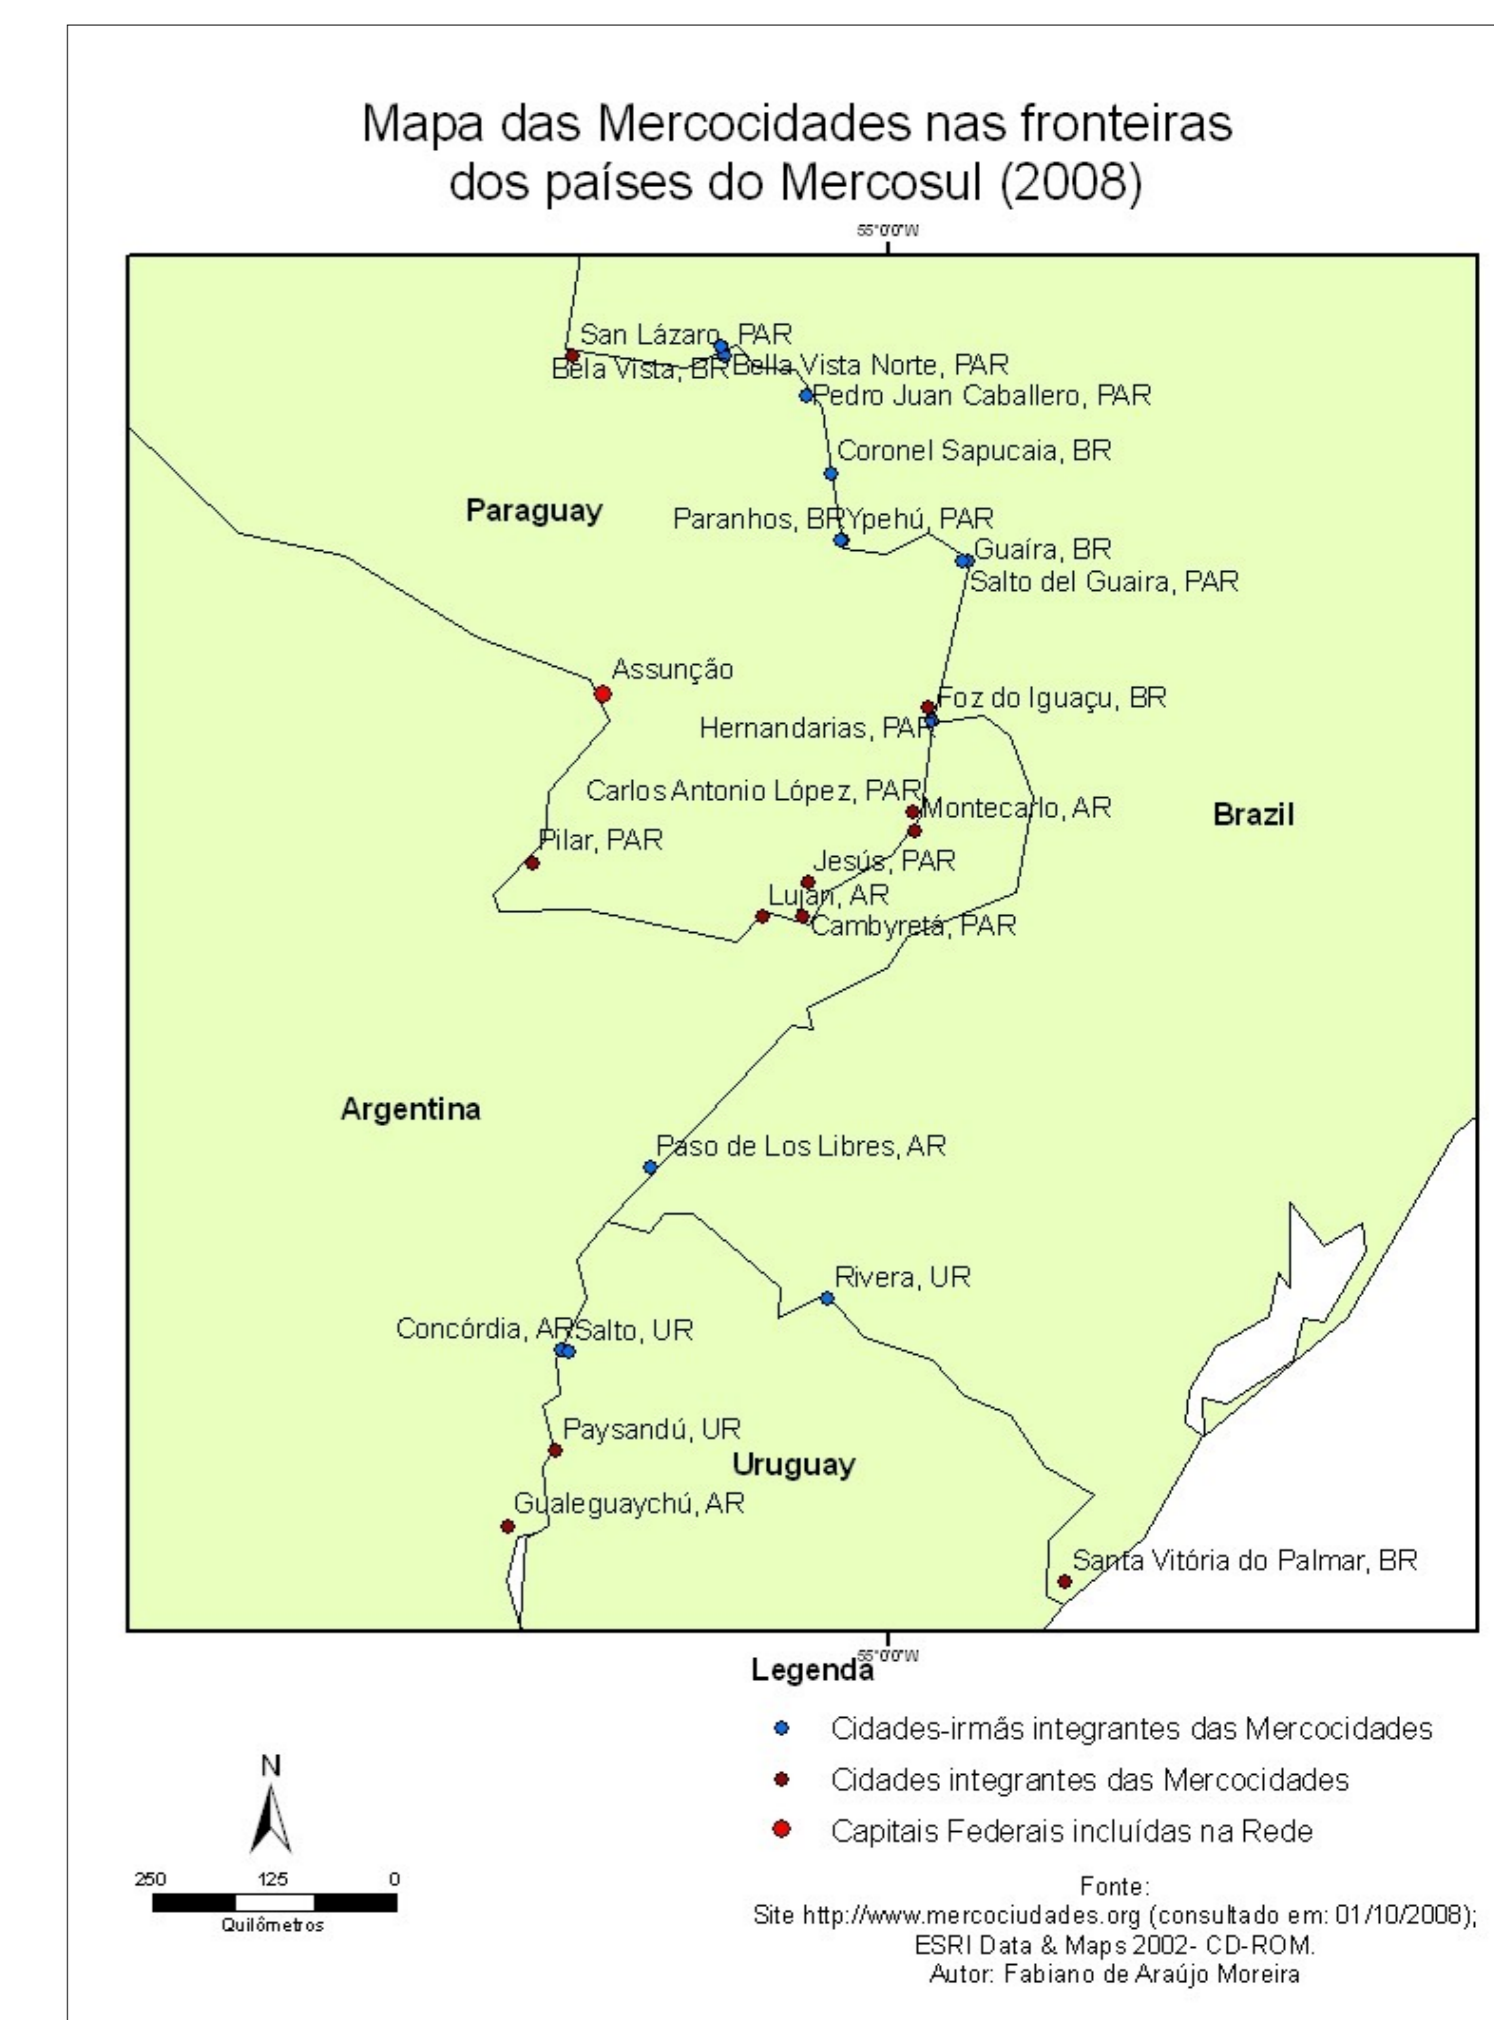 Mapa das Mercocidades nas fronteiras
dos países do Mercosul (2008)
55°0'0"W
San Lázaro, PAR
Bela Vista, BR
Bella Vista Norte, PAR
Pedro Juan Caballero, PAR
Coronel Sapucaia, BR
Paraguay
Paranhos, BR
Ypehú, PAR
Guaíra, BR
Salto del Guaira, PAR
Assunção
Foz do Iguaçu, BR
Hernandarias, PAR
Carlos Antonio López, PAR
Montecarlo, AR
Brazil
Pilar, PAR
Jesús, PAR
Luján, AR
Cambyretá, PAR
Argentina
Paso de Los Libres, AR
Rivera, UR
Concórdia, AR
Salto, UR
Paysandú, UR
Uruguay
Gualeguaychú, AR
Santa Vitória do Palmar, BR
55°0'0"W
Legenda
Cidades-irmãs integrantes das Mercocidades
Cidades integrantes das Mercocidades
Capitais Federais incluídas na Rede
N
250 125 0
Quilômetros
Fonte:
Site http://www.mercociudades.org (consultado em: 01/10/2008);
ESRI Data & Maps 2002- CD-ROM.
Autor: Fabiano de Araújo Moreira